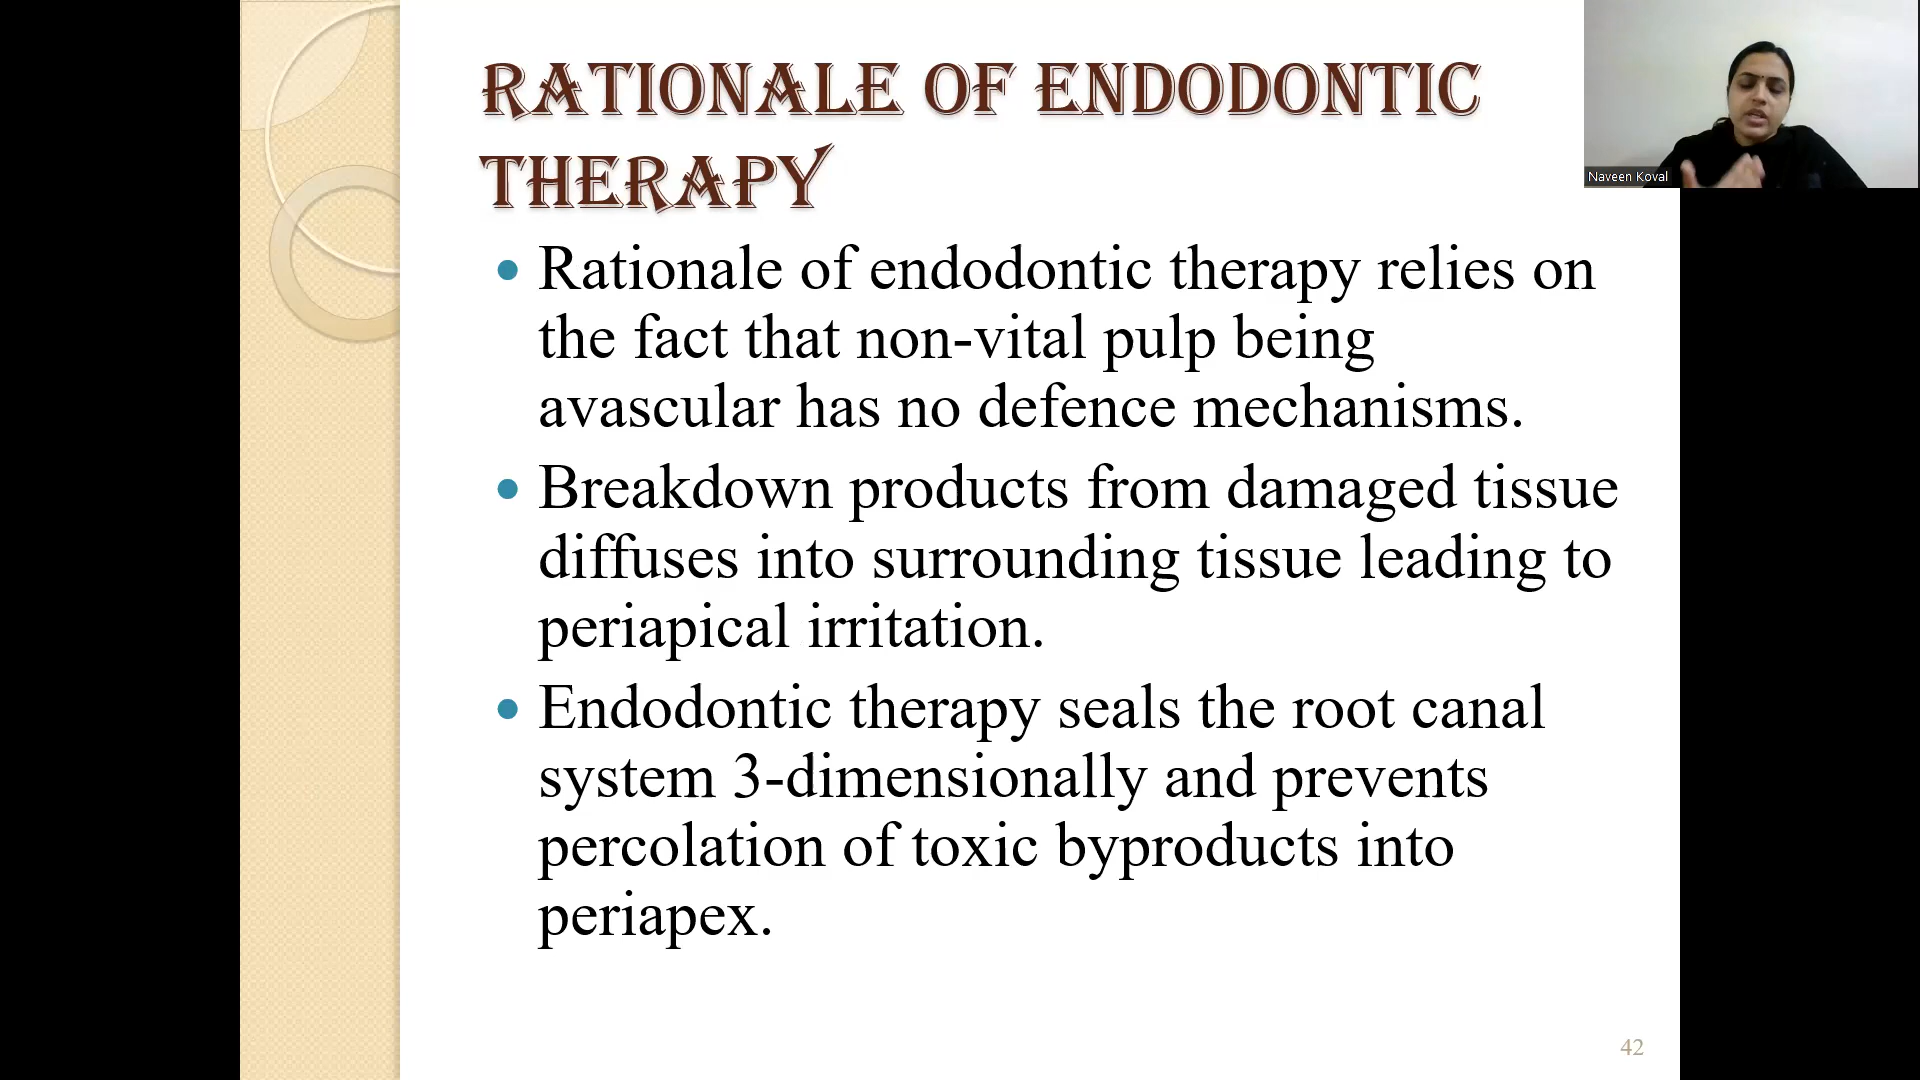 RATIONALE OF ENDODONTIC
THERAPY
Naveen Koval
• Rationale of endodontic therapy relies on
the fact that non-vital pulp being
avascular has no defence mechanisms.
• Breakdown products from damaged tissue
diffuses into surrounding tissue leading to
periapical irritation.
• Endodontic therapy seals the root canal
system 3-dimensionally and prevents
percolation of toxic byproducts into
periapex.
42